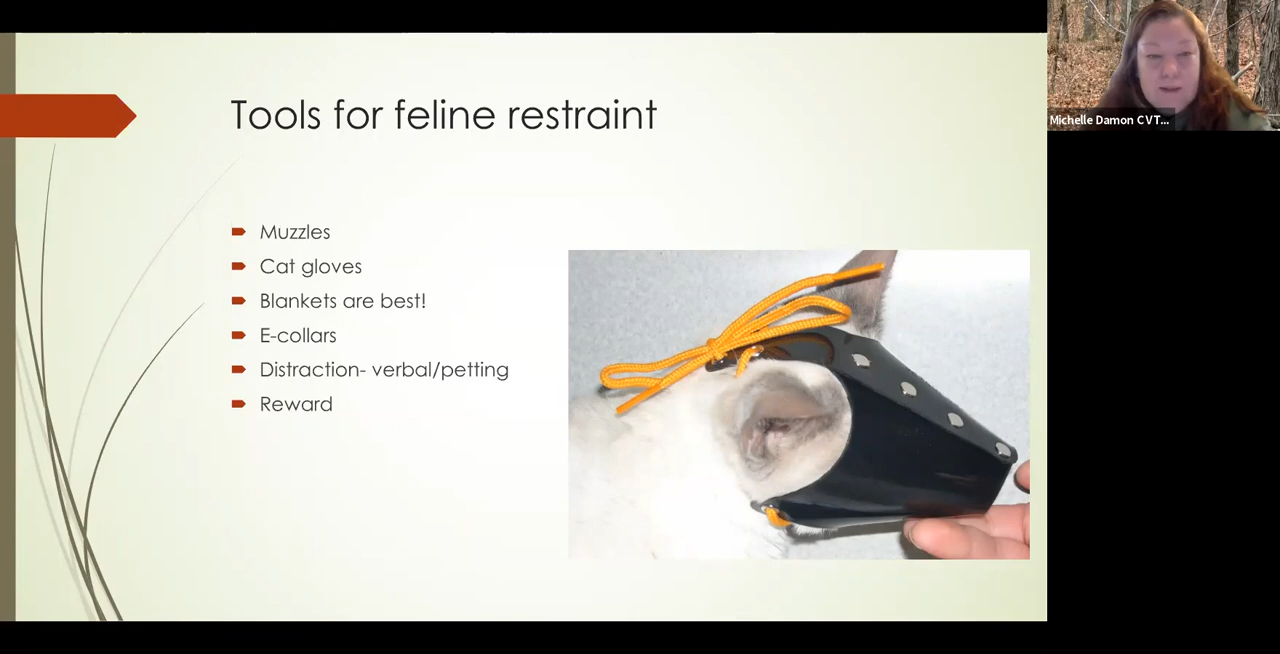 Tools for feline restraint
Muzzles
Cat gloves
Blankets are best!
E-collars
Distraction- verbal/petting
Reward
Michelle Damon CVT...